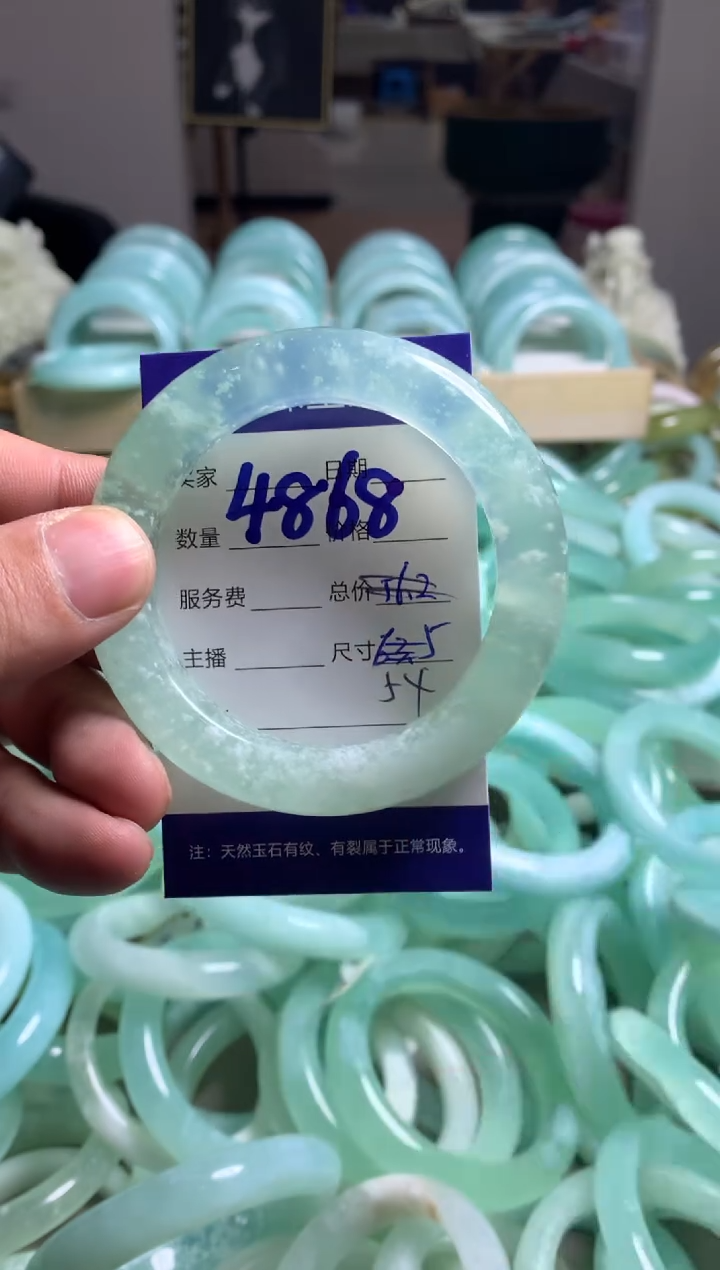 卖家 日期
4868
数量 价格
服务费 总价 56.2
主播 尺寸 5
54
注：天然玉石有纹、有裂属于正常现象。